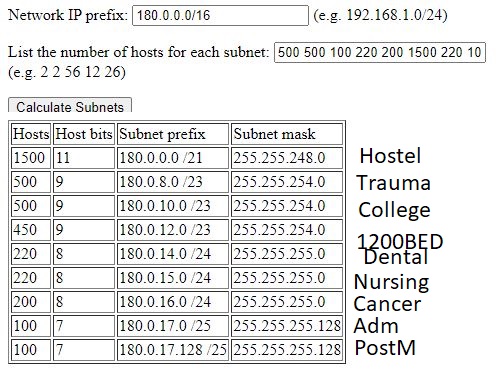 Network IP prefix: 180.0.0.0/16 (e.g. 192.168.1.0/24)
List the number of hosts for each subnet: 500 500 100 220 200 1500 220 10
(e.g. 2 2 56 12 26)
Calculate Subnets
Hosts Host bits Subnet prefix Subnet mask
1500 11 180.0.0.0 /21 255.255.248.0 Hostel
500 9 180.0.8.0 /23 255.255.254.0 Trauma
500 9 180.0.10.0 /23 255.255.254.0 College
450 9 180.0.12.0 /23 255.255.254.0 1200BED
220 8 180.0.14.0 /24 255.255.255.0 Dental
220 8 180.0.15.0 /24 255.255.255.0 Nursing
200 8 180.0.16.0 /24 255.255.255.0 Cancer
100 7 180.0.17.0 /25 255.255.255.128 Adm
100 7 180.0.17.128 /25 255.255.255.128 PostM